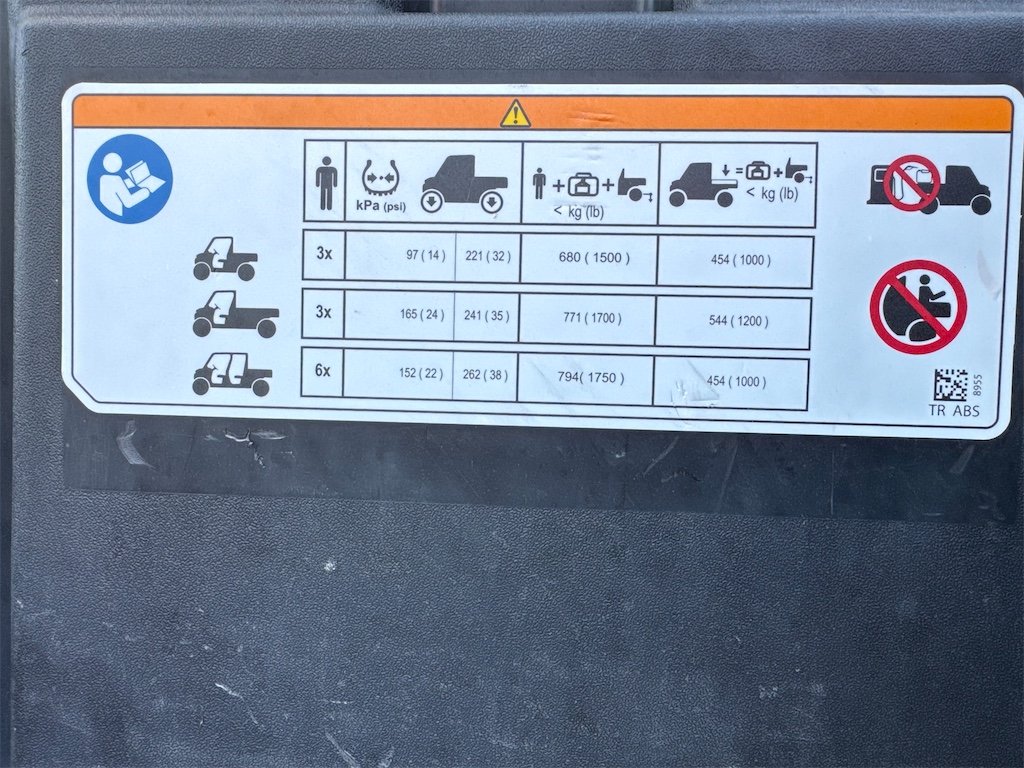 kPa (psi)
< kg (lb)
< kg (lb)
3x 97 ( 14 ) 221 ( 32 ) 680 ( 1500 ) 454 ( 1000 )
3x 165 ( 24 ) 241 ( 35 ) 771 ( 1700 ) 544 ( 1200 )
6x 152 ( 22 ) 262 ( 38 ) 794( 1750 ) 454 ( 1000 )
8955
TR ABS